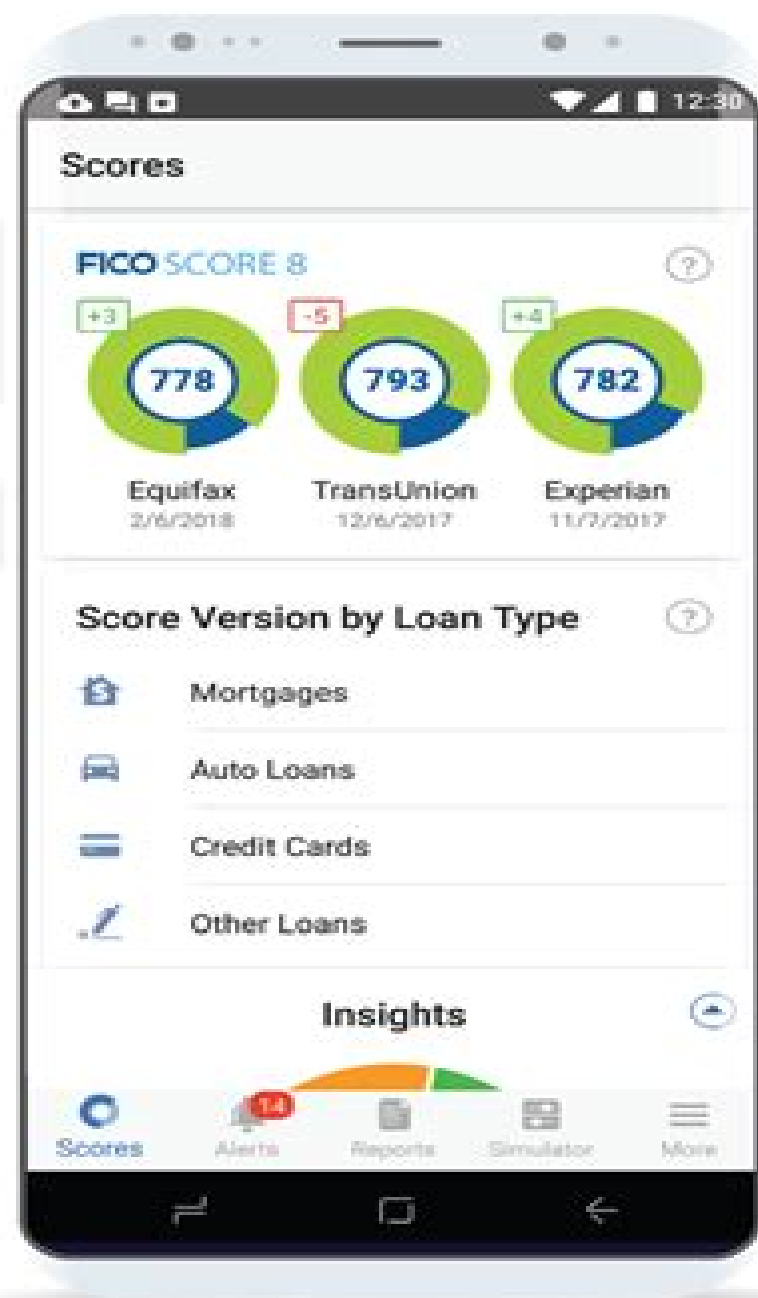 12:30
Scores
FICO SCORE 8
?
+3 -5 +4
778 793 782
Equifax TransUnion Experian
2/6/2018 12/6/2017 11/7/2017
Score Version by Loan Type
?
Mortgages
Auto Loans
Credit Cards
Other Loans
Insights
14
Scores Alerts Reports Simulator More